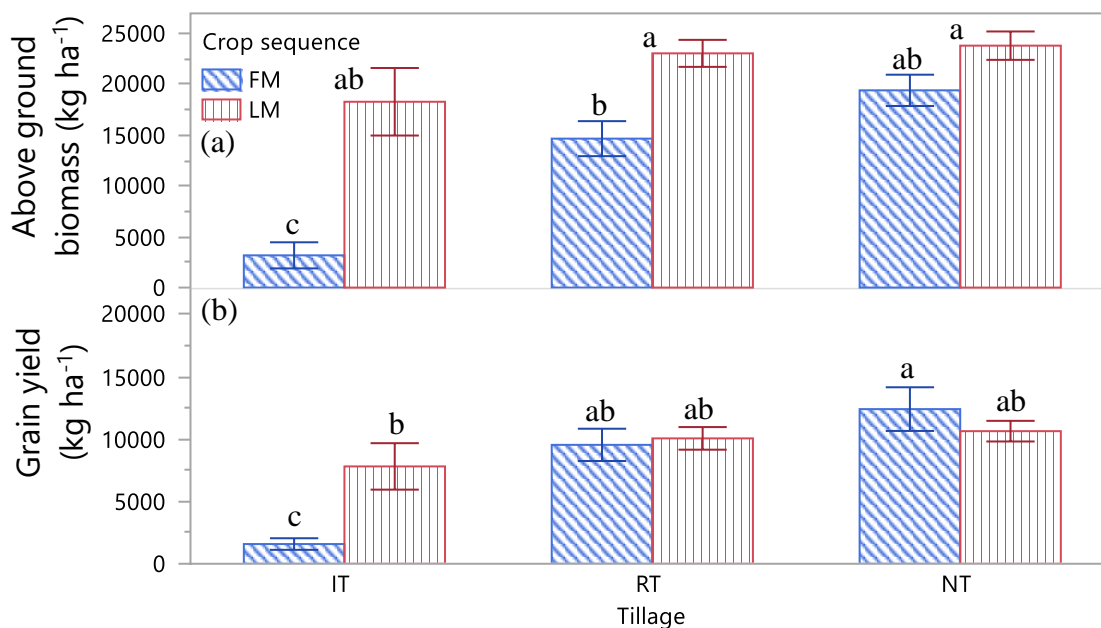 Above ground
biomass (kg ha⁻¹)
25000
20000
15000
10000
5000
0
Crop sequence
FM
LM
(a)
c
ab
b
a
ab
a
Grain yield
(kg ha⁻¹)
20000
15000
10000
5000
0
(b)
c
b
ab
ab
a
ab
IT RT NT
Tillage